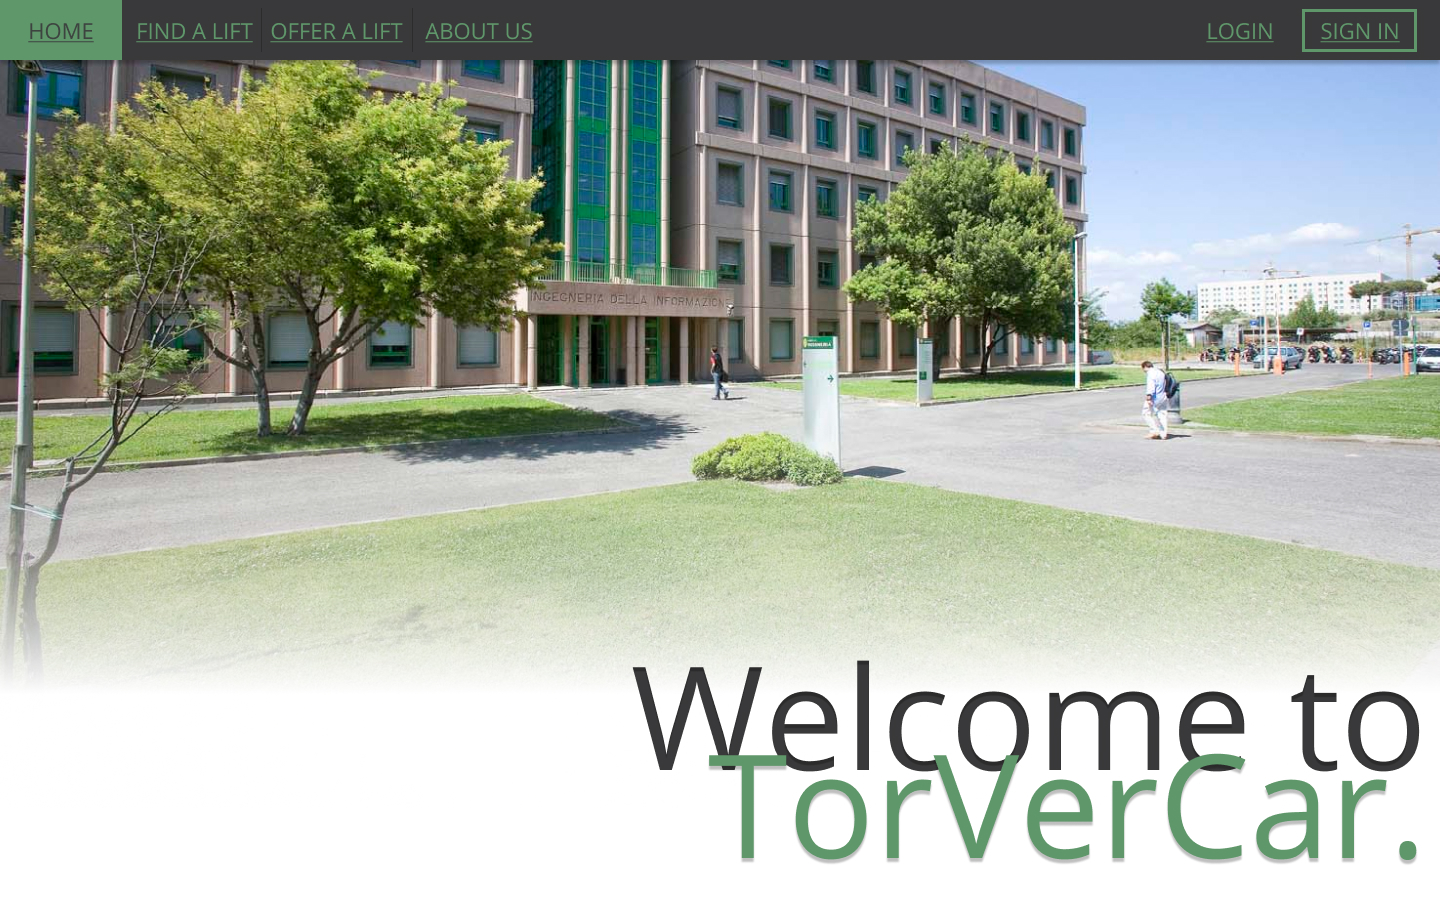 HOME
FIND A LIFT
OFFER A LIFT
ABOUT US
LOGIN
SIGN IN
INGEGNERIA DELLA INFORMAZIONE
Welcome to
TorVerCar.